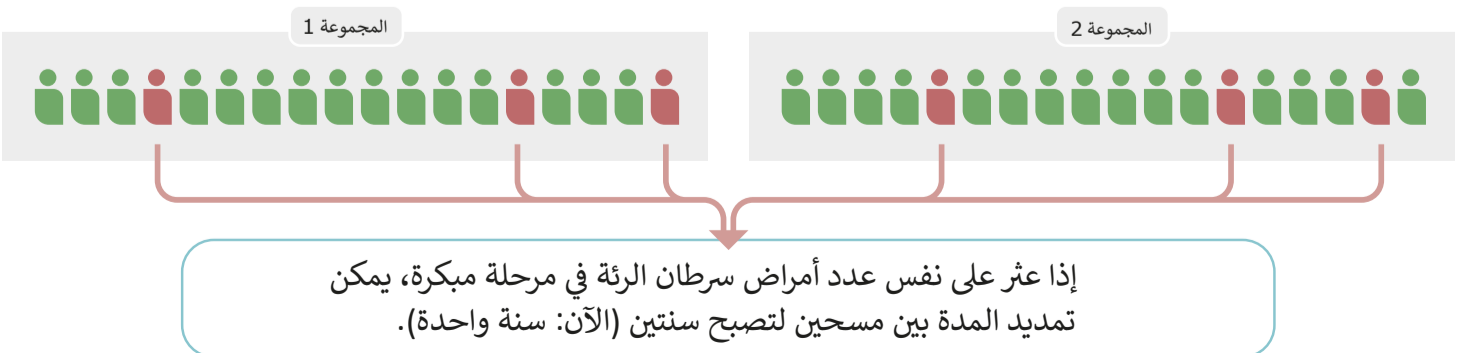 المجموعة 1
المجموعة 2
إذا عثر على نفس عدد أمراض سرطان الرئة في مرحلة مبكرة، يمكن
تمديد المدة بين مسحين لتصبح سنتين (الآن: سنة واحدة).